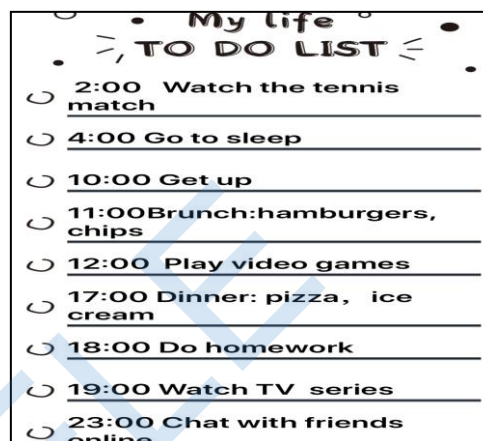 My life
TO DO LIST
2:00 Watch the tennis
match
4:00 Go to sleep
10:00 Get up
11:00Brunch:hamburgers,
chips
12:00 Play video games
17:00 Dinner: pizza, ice
cream
18:00 Do homework
19:00 Watch TV series
23:00 Chat with friends
online